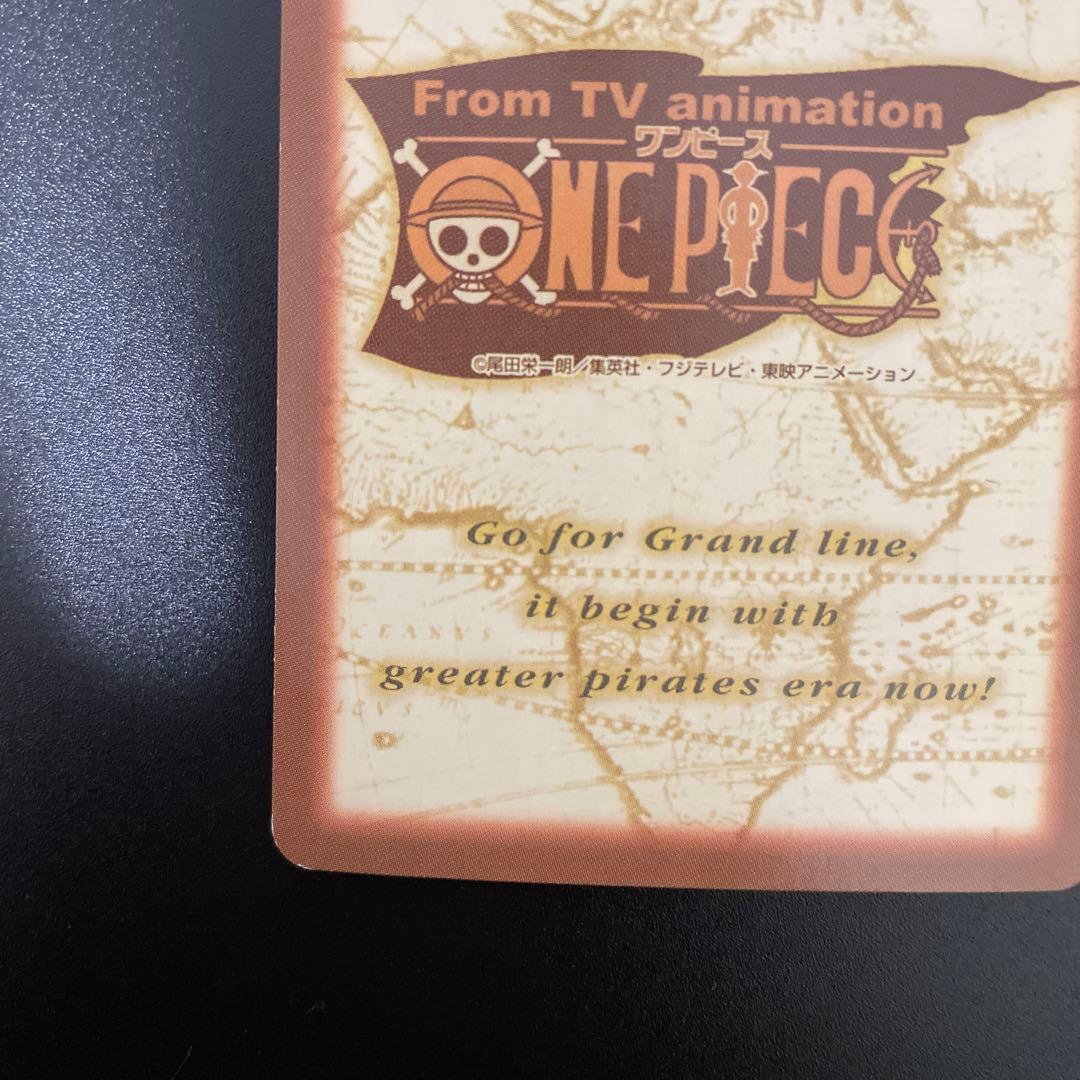 From TV animation
ワンピース
ONE PIECE
©尾田栄一朗／集英社・フジテレビ・東映アニメーション
Go for Grand line,
it begin with
OCEANVS
greater pirates era now!